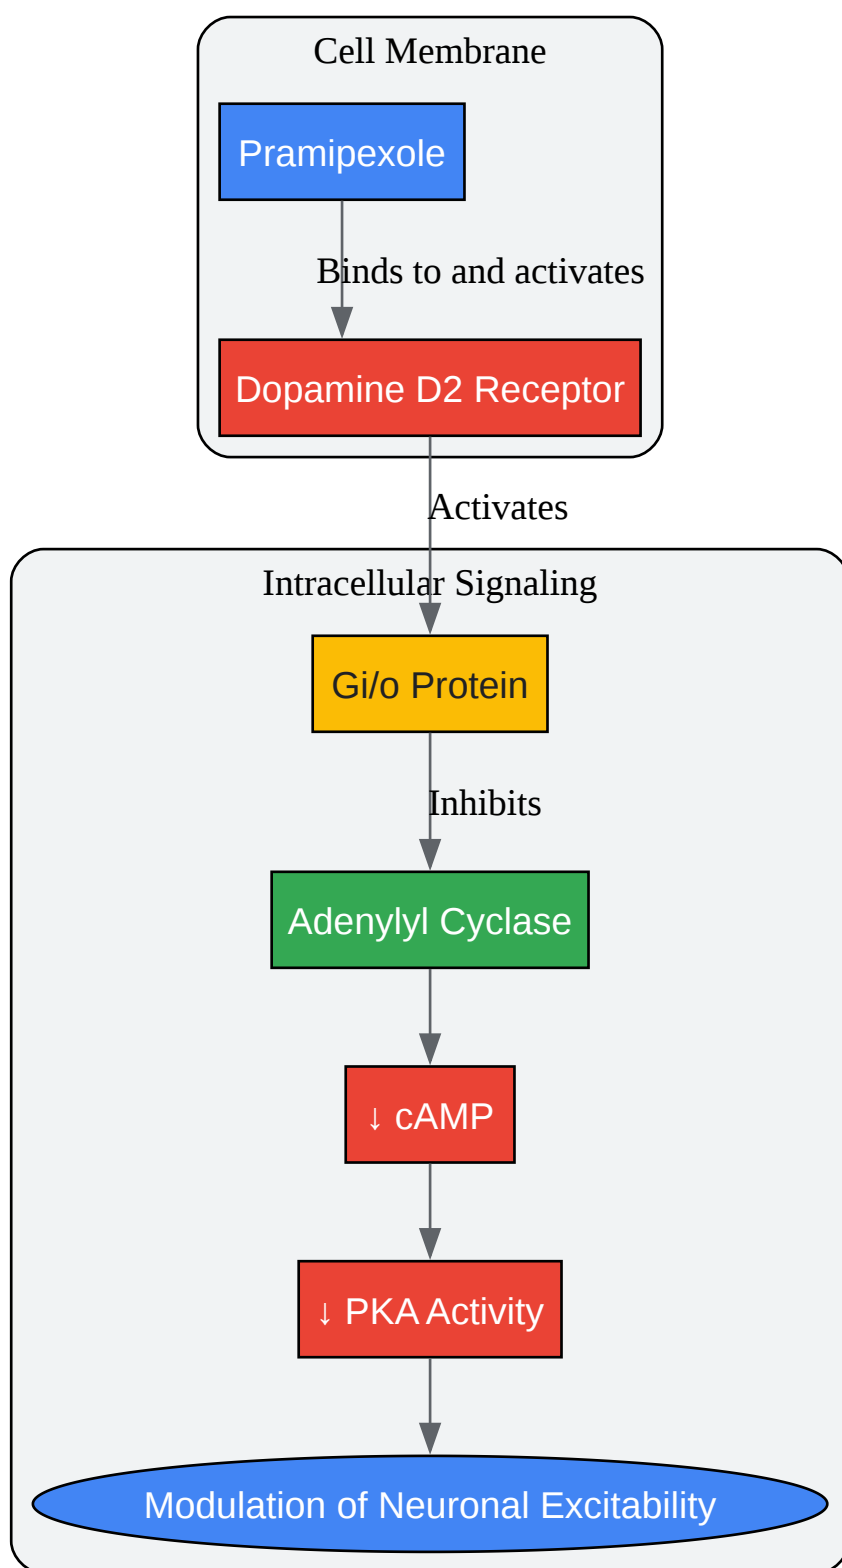 Cell Membrane
Pramipexole
Binds to and activates
Dopamine D2 Receptor
Activates
Intracellular Signaling
Gi/o Protein
Inhibits
Adenylyl Cyclase
↓ cAMP
↓ PKA Activity
Modulation of Neuronal Excitability